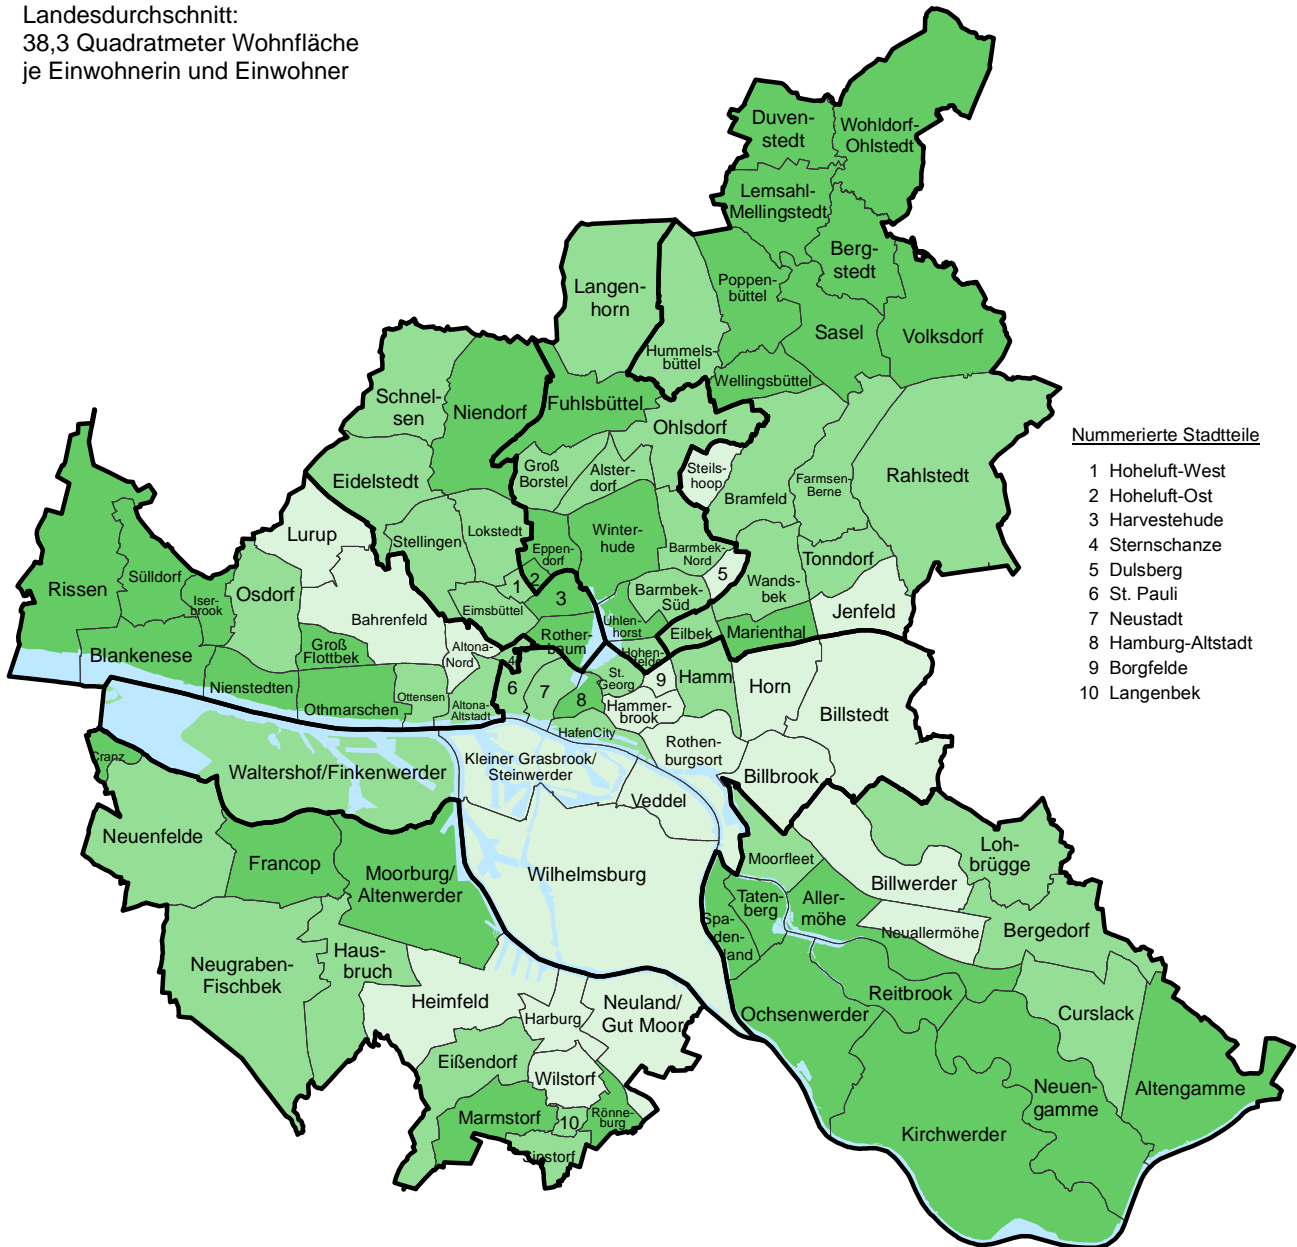 Landesdurchschnitt:
38,3 Quadratmeter Wohnfläche
je Einwohnerin und Einwohner
Duven-
stedt
Wohldorf-
Ohlstedt
Lemsahl-
Mellingstedt
Berg-
stedt
Poppen-
büttel
Sasel
Volksdorf
Langen-
horn
Hummels-
büttel
Wellingsbüttel
Schnel-
sen
Niendorf
Fuhlsbüttel
Ohlsdorf
Eidelstedt
Groß
Borstel
Alster-
dorf
Steils-
hoop
Bramfeld
Farmsen-
Berne
Rahlstedt
Lurup
Stellingen
Lokstedt
Eppen-
dorf
Winter-
hude
Barmbek-
Nord
5
Tonndorf
Wands-
bek
Jenfeld
Rissen
Sülldorf
Iser-
brook
Osdorf
Bahrenfeld
Eimsbüttel
1
2
3
Barmbek-
Süd
Uhlen-
horst
Eilbek
Marienthal
Blankenese
Groß
Flottbek
Altona-
Nord
4
Rother-
baum
Hohen-
felde
Nienstedten
Othmarschen
Ottensen
Altona-
Altstadt
6
7
8
St.
Georg
9
Hamm
Horn
Billstedt
Hammer-
brook
HafenCity
Rothen-
burgsort
Billbrook
Cranz
Waltershof/Finkenwerder
Kleiner Grasbrook/
Steinwerder
Veddel
Neuenfelde
Francop
Moorburg/
Altenwerder
Wilhelmsburg
Moorfleet
Billwerder
Loh-
brügge
Taten-
berg
Aller-
möhe
Spa-
den-
land
Neuallermöhe
Bergedorf
Neugraben-
Fischbek
Haus-
bruch
Heimfeld
Harburg
Neuland/
Gut Moor
Ochsenwerder
Reitbrook
Curslack
Eißendorf
Wilstorf
Neuen-
gamme
Altengamme
Marmstorf
10
Rönne-
burg
Sinstorf
Kirchwerder
Nummerierte Stadtteile
1 Hoheluft-West
2 Hoheluft-Ost
3 Harvestehude
4 Sternschanze
5 Dulsberg
6 St. Pauli
7 Neustadt
8 Hamburg-Altstadt
9 Borgfelde
10 Langenbek